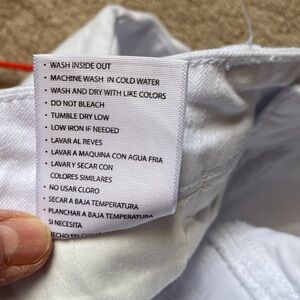 • WASH INSIDE OUT
• MACHINE WASH IN COLD WATER
• WASH AND DRY WITH LIKE COLORS
• DO NOT BLEACH
• TUMBLE DRY LOW
• LOW IRON IF NEEDED
• LAVAR AL REVES
• LAVAR A MAQUINA CON AGUA FRIA
• LAVAR Y SECAR CON
COLORES SIMILARES
• NO USAR CLORO
• SECAR A BAJA TEMPERATURA
• PLANCHAR A BAJA TEMPERATURA
SI NECESITA
HECHO EN